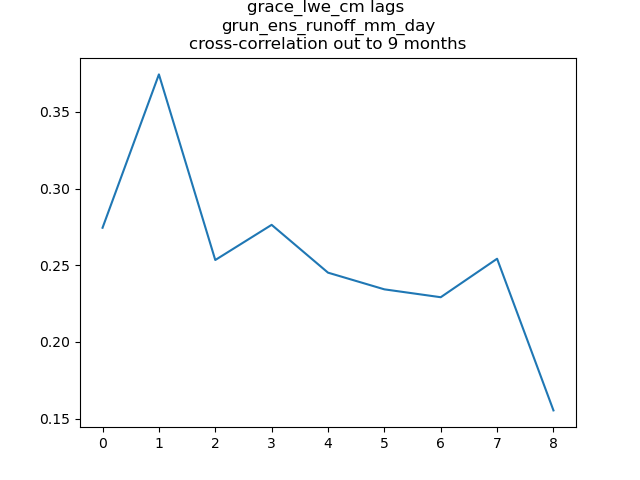 grace_lwe_cm lags
grun_ens_runoff_mm_day
cross-correlation out to 9 months
0.35
0.30
0.25
0.20
0.15
0 1 2 3 4 5 6 7 8